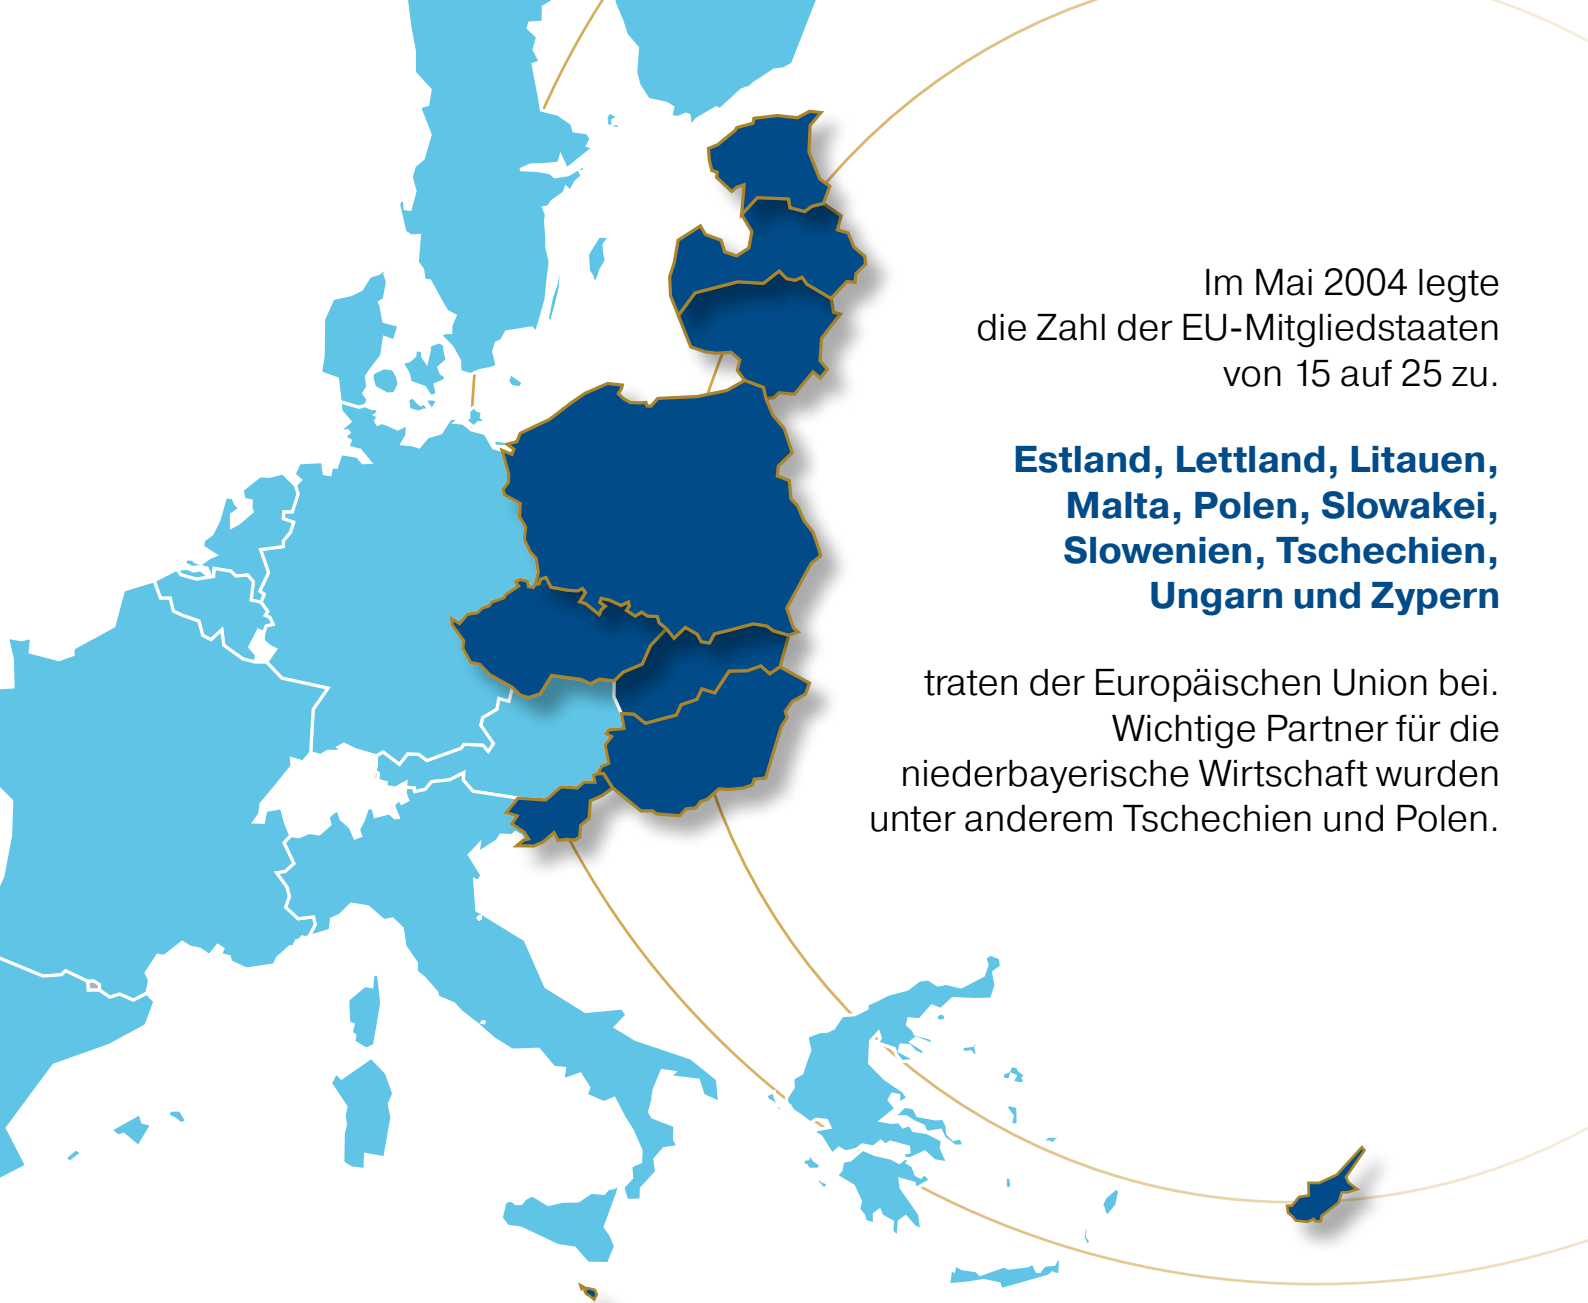 Im Mai 2004 legte
die Zahl der EU-Mitgliedstaaten
von 15 auf 25 zu.
Estland, Lettland, Litauen,
Malta, Polen, Slowakei,
Slowenien, Tschechien,
Ungarn und Zypern
traten der Europäischen Union bei.
Wichtige Partner für die
niederbayerische Wirtschaft wurden
unter anderem Tschechien und Polen.